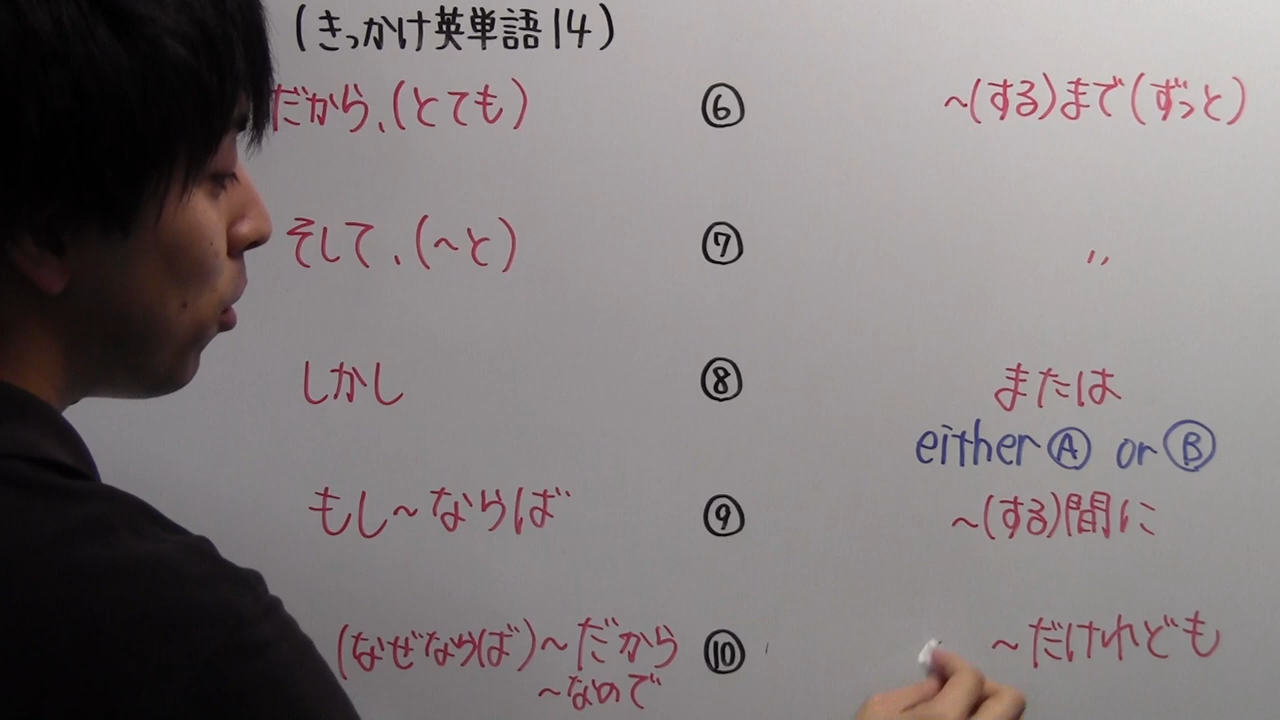 (きっかけ英単語14)
だから、(とても)
⑥
~(する)まで(ずっと)
そして、(~と)
⑦
〃
しかし
⑧
または
either Ⓐ or Ⓑ
もし~ならば
⑨
~(する)間に
(なぜならば)~だから
~なので
⑩
~だけれども